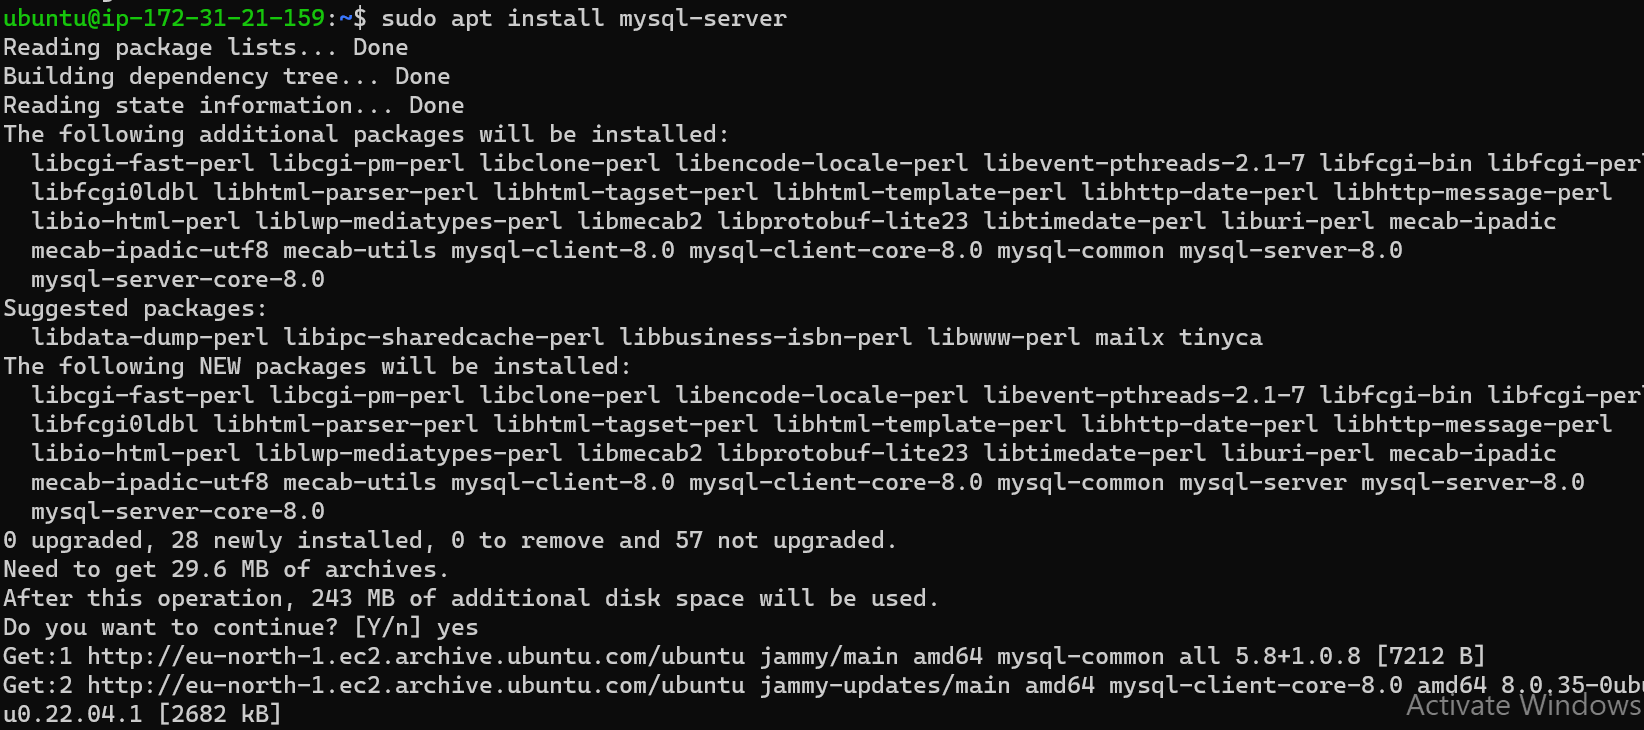 ubuntu@ip-172-31-21-159:~$ sudo apt install mysql-server
Reading package lists... Done
Building dependency tree... Done
Reading state information... Done
The following additional packages will be installed:
  libcgi-fast-perl libcgi-pm-perl libclone-perl libencode-locale-perl libevent-pthreads-2.1-7 libfcgi-bin libfcgi-perl
  libfcgi0ldbl libhtml-parser-perl libhtml-tagset-perl libhtml-template-perl libhttp-date-perl libhttp-message-perl
  libio-html-perl liblwp-mediatypes-perl libmecab2 libprotobuf-lite23 libtimedate-perl liburi-perl mecab-ipadic
  mecab-ipadic-utf8 mecab-utils mysql-client-8.0 mysql-client-core-8.0 mysql-common mysql-server-8.0
  mysql-server-core-8.0
Suggested packages:
  libdata-dump-perl libipc-sharedcache-perl libbusiness-isbn-perl libwww-perl mailx tinyca
The following NEW packages will be installed:
  libcgi-fast-perl libcgi-pm-perl libclone-perl libencode-locale-perl libevent-pthreads-2.1-7 libfcgi-bin libfcgi-perl
  libfcgi0ldbl libhtml-parser-perl libhtml-tagset-perl libhtml-template-perl libhttp-date-perl libhttp-message-perl
  libio-html-perl liblwp-mediatypes-perl libmecab2 libprotobuf-lite23 libtimedate-perl liburi-perl mecab-ipadic
  mecab-ipadic-utf8 mecab-utils mysql-client-8.0 mysql-client-core-8.0 mysql-common mysql-server mysql-server-8.0
  mysql-server-core-8.0
0 upgraded, 28 newly installed, 0 to remove and 57 not upgraded.
Need to get 29.6 MB of archives.
After this operation, 243 MB of additional disk space will be used.
Do you want to continue? [Y/n] yes
Get:1 http://eu-north-1.ec2.archive.ubuntu.com/ubuntu jammy/main amd64 mysql-common all 5.8+1.0.8 [7212 B]
Get:2 http://eu-north-1.ec2.archive.ubuntu.com/ubuntu jammy-updates/main amd64 mysql-client-core-8.0 amd64 8.0.35-0ubu
u0.22.04.1 [2682 kB]
Activate Windows